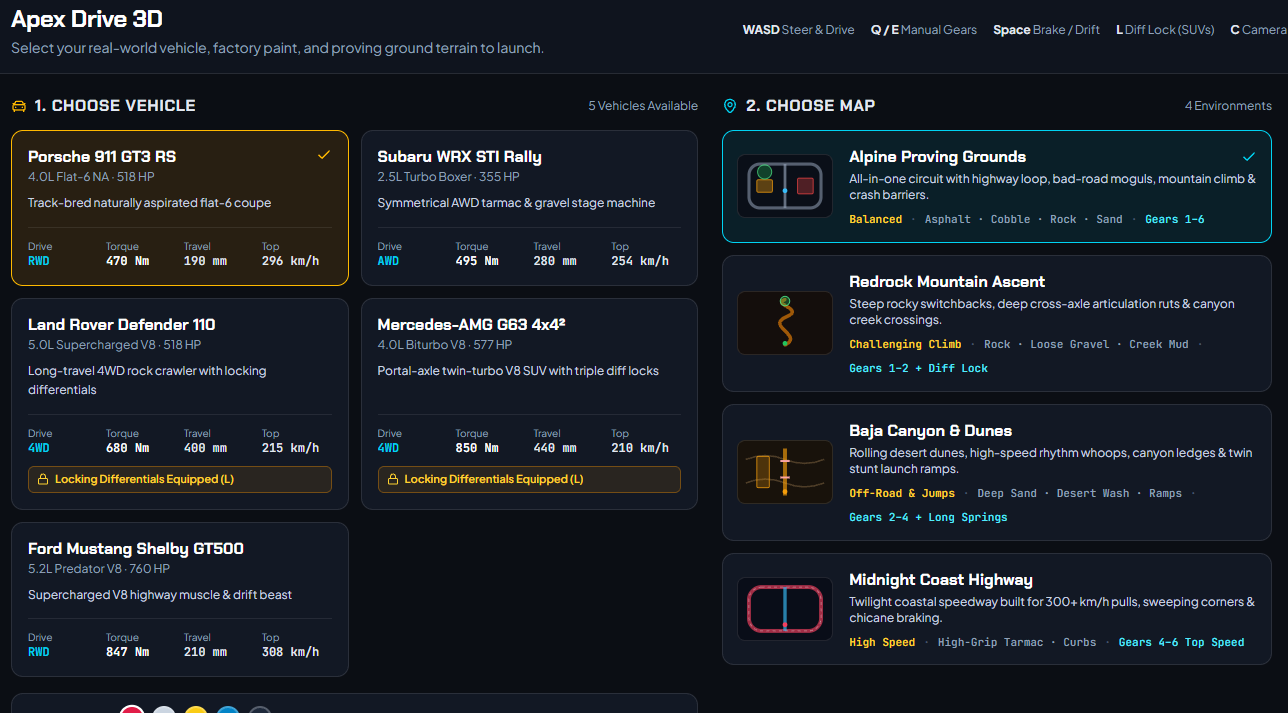 Apex Drive 3D
Select your real-world vehicle, factory paint, and proving ground terrain to launch.
WASD Steer & Drive Q / E Manual Gears Space Brake / Drift L Diff Lock (SUVs) C Camera
1. CHOOSE VEHICLE
5 Vehicles Available
Porsche 911 GT3 RS
4.0L Flat-6 NA · 518 HP
Track-bred naturally aspirated flat-6 coupe
Drive Torque Travel Top
RWD 470 Nm 190 mm 296 km/h
Subaru WRX STI Rally
2.5L Turbo Boxer · 355 HP
Symmetrical AWD tarmac & gravel stage machine
Drive Torque Travel Top
AWD 495 Nm 280 mm 254 km/h
Land Rover Defender 110
5.0L Supercharged V8 · 518 HP
Long-travel 4WD rock crawler with locking
differentials
Drive Torque Travel Top
4WD 680 Nm 400 mm 215 km/h
Locking Differentials Equipped (L)
Mercedes-AMG G63 4x4²
4.0L Biturbo V8 · 577 HP
Portal-axle twin-turbo V8 SUV with triple diff locks
Drive Torque Travel Top
4WD 850 Nm 440 mm 210 km/h
Locking Differentials Equipped (L)
Ford Mustang Shelby GT500
5.2L Predator V8 · 760 HP
Supercharged V8 highway muscle & drift beast
Drive Torque Travel Top
RWD 847 Nm 210 mm 308 km/h
2. CHOOSE MAP
4 Environments
Alpine Proving Grounds
All-in-one circuit with highway loop, bad-road moguls, mountain climb &
crash barriers.
Balanced · Asphalt · Cobble · Rock · Sand · Gears 1–6
Redrock Mountain Ascent
Steep rocky switchbacks, deep cross-axle articulation ruts & canyon
creek crossings.
Challenging Climb · Rock · Loose Gravel · Creek Mud ·
Gears 1–2 + Diff Lock
Baja Canyon & Dunes
Rolling desert dunes, high-speed rhythm whoops, canyon ledges & twin
stunt launch ramps.
Off-Road & Jumps · Deep Sand · Desert Wash · Ramps ·
Gears 2–4 + Long Springs
Midnight Coast Highway
Twilight coastal speedway built for 300+ km/h pulls, sweeping corners &
chicane braking.
High Speed · High-Grip Tarmac · Curbs · Gears 4–6 Top Speed